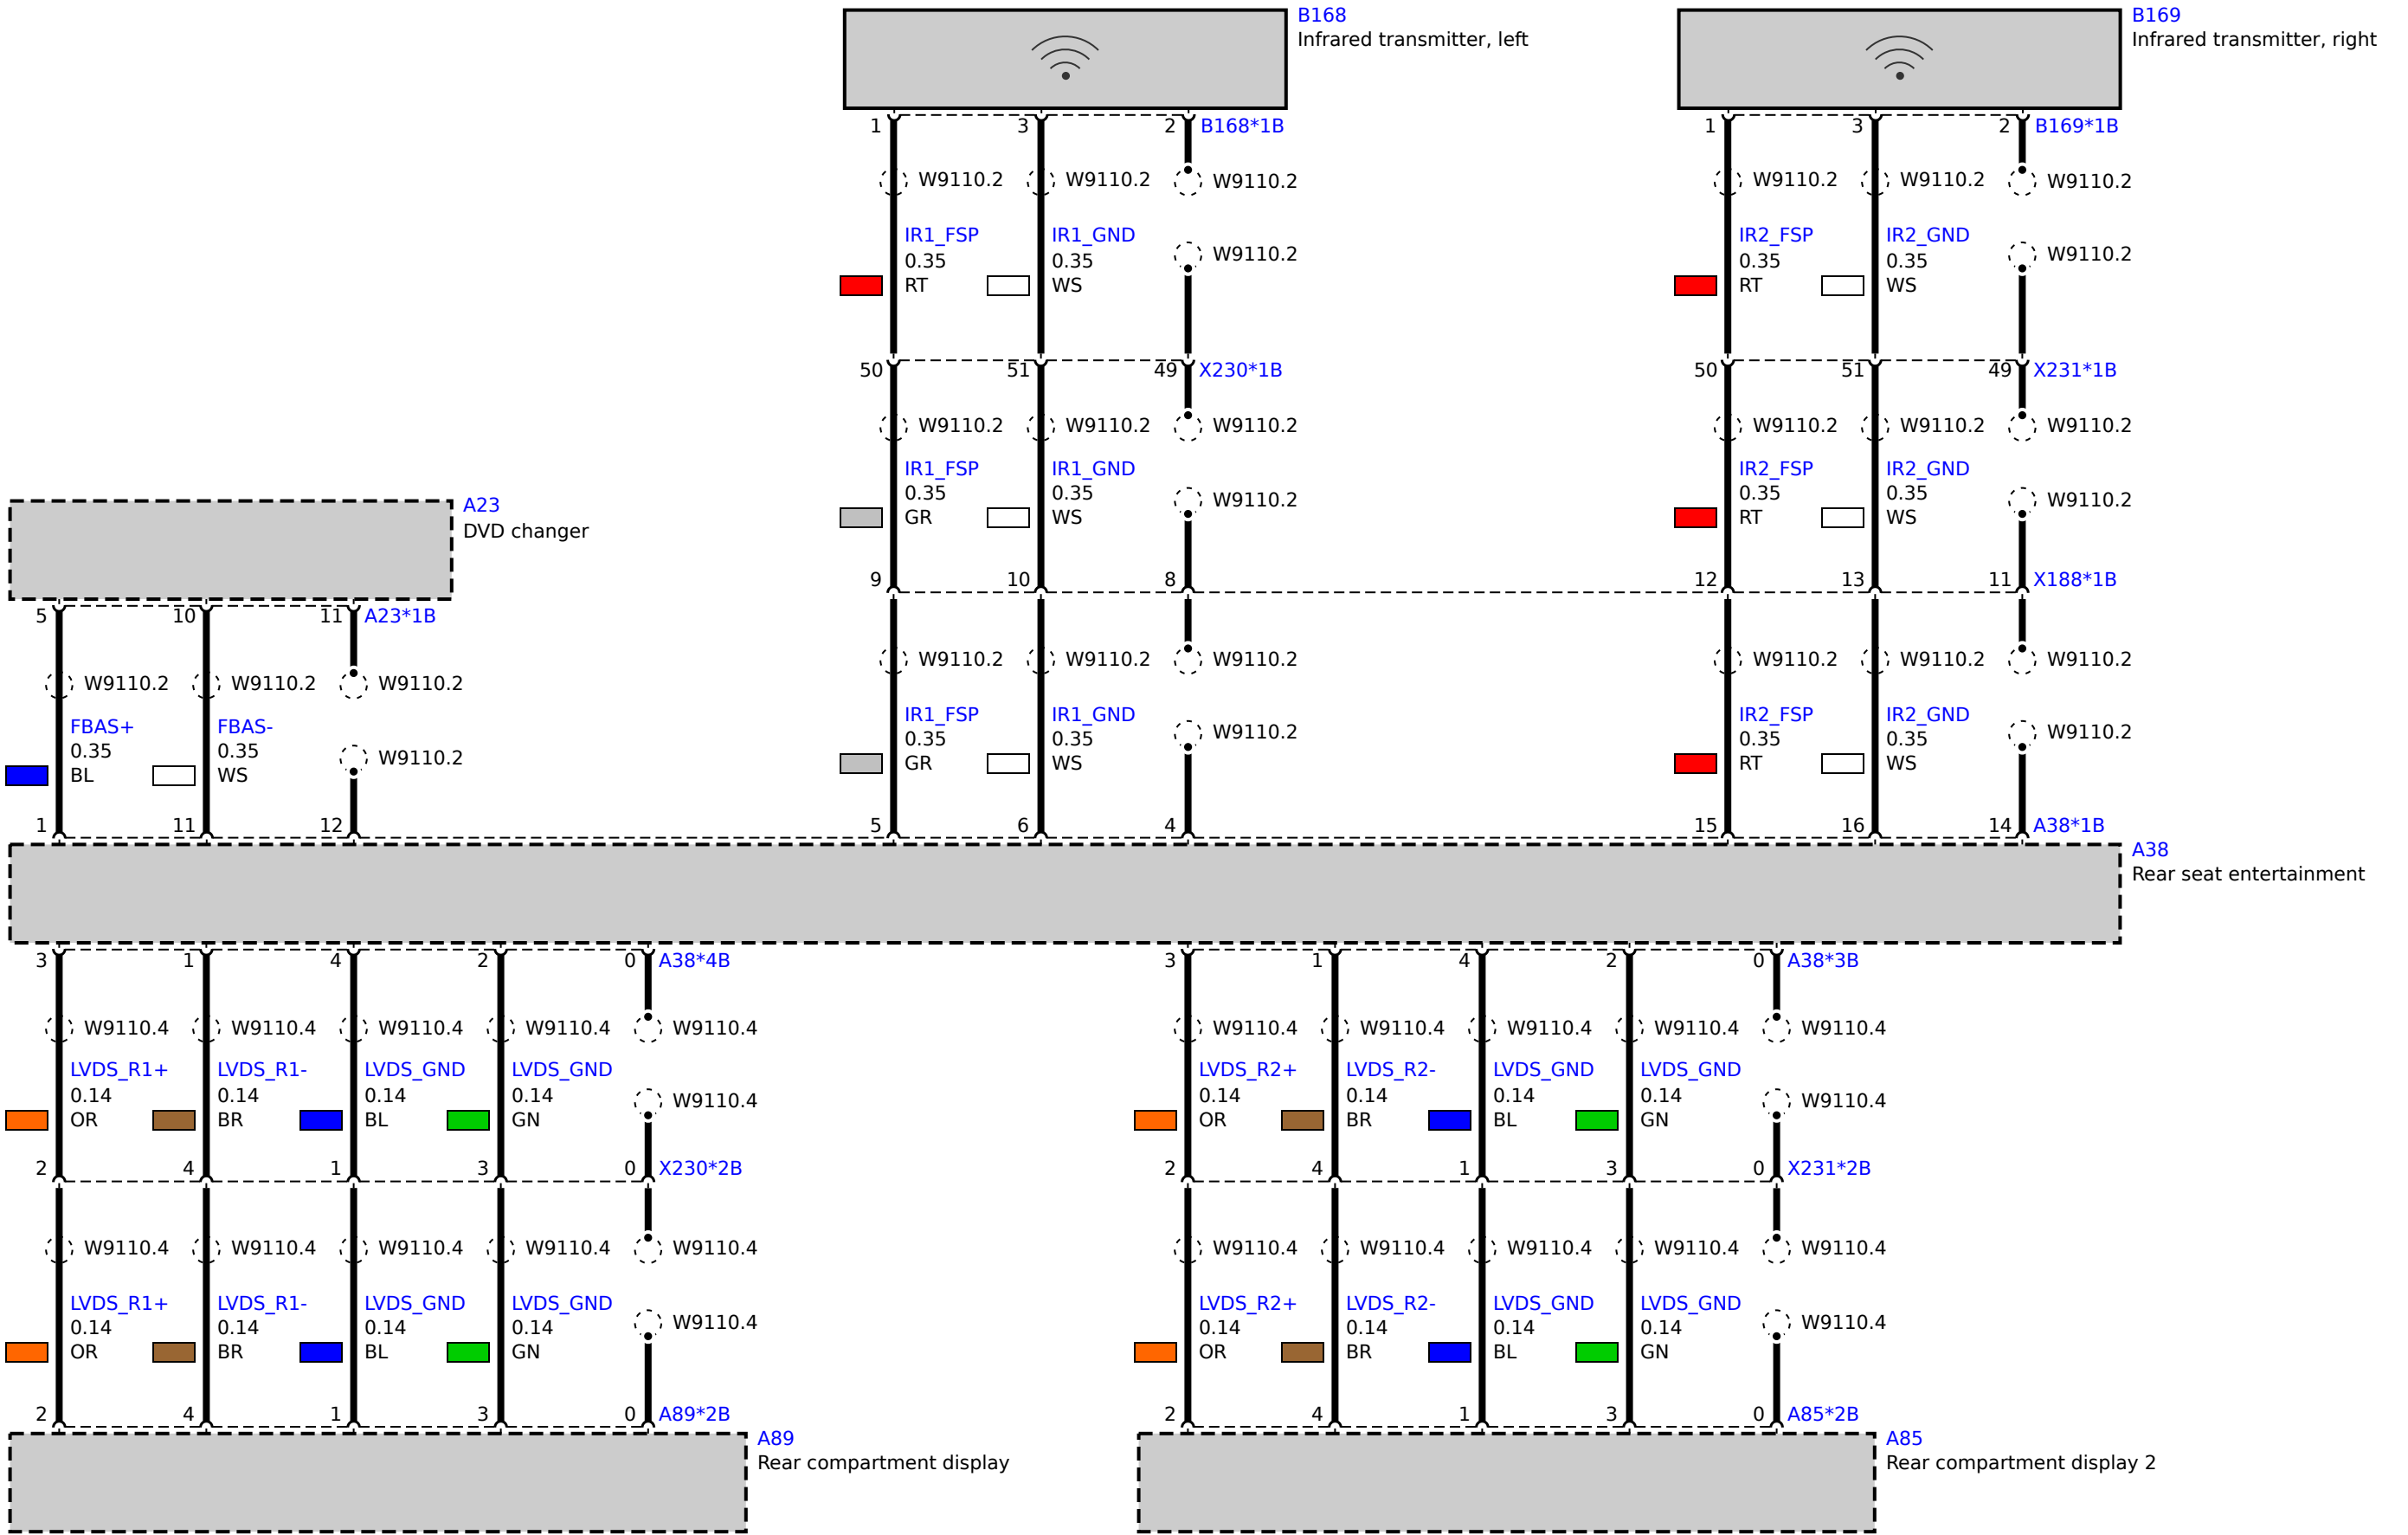 B168
Infrared transmitter, left
B169
Infrared transmitter, right
1 3 2 B168*1B
1 3 2 B169*1B
W9110.2 W9110.2 W9110.2
W9110.2 W9110.2 W9110.2
IR1_FSP IR1_GND
IR2_FSP IR2_GND
W9110.2
W9110.2
0.35 0.35
0.35 0.35
RT WS
RT WS
50 51 49 X230*1B
50 51 49 X231*1B
W9110.2 W9110.2 W9110.2
W9110.2 W9110.2 W9110.2
IR1_FSP IR1_GND
IR2_FSP IR2_GND
0.35 0.35 W9110.2
0.35 0.35 W9110.2
GR WS
RT WS
A23
DVD changer
9 10 8
12 13 11 X188*1B
5 10 11 A23*1B
W9110.2 W9110.2 W9110.2
W9110.2 W9110.2 W9110.2
W9110.2 W9110.2 W9110.2
FBAS+ FBAS-
0.35 0.35 W9110.2
BL WS
IR1_FSP IR1_GND
0.35 0.35 W9110.2
GR WS
IR2_FSP IR2_GND
0.35 0.35 W9110.2
RT WS
1 11 12
5 6 4
15 16 14 A38*1B
A38
Rear seat entertainment
3 1 4 2 0 A38*4B
3 1 4 2 0 A38*3B
W9110.4 W9110.4 W9110.4 W9110.4 W9110.4
W9110.4 W9110.4 W9110.4 W9110.4 W9110.4
LVDS_R1+ LVDS_R1- LVDS_GND LVDS_GND
LVDS_R2+ LVDS_R2- LVDS_GND LVDS_GND
0.14 0.14 0.14 0.14 W9110.4
0.14 0.14 0.14 0.14 W9110.4
OR BR BL GN
OR BR BL GN
2 4 1 3 0 X230*2B
2 4 1 3 0 X231*2B
W9110.4 W9110.4 W9110.4 W9110.4 W9110.4
W9110.4 W9110.4 W9110.4 W9110.4 W9110.4
LVDS_R1+ LVDS_R1- LVDS_GND LVDS_GND
LVDS_R2+ LVDS_R2- LVDS_GND LVDS_GND
0.14 0.14 0.14 0.14 W9110.4
0.14 0.14 0.14 0.14 W9110.4
OR BR BL GN
OR BR BL GN
2 4 1 3 0 A89*2B
2 4 1 3 0 A85*2B
A89
Rear compartment display
A85
Rear compartment display 2